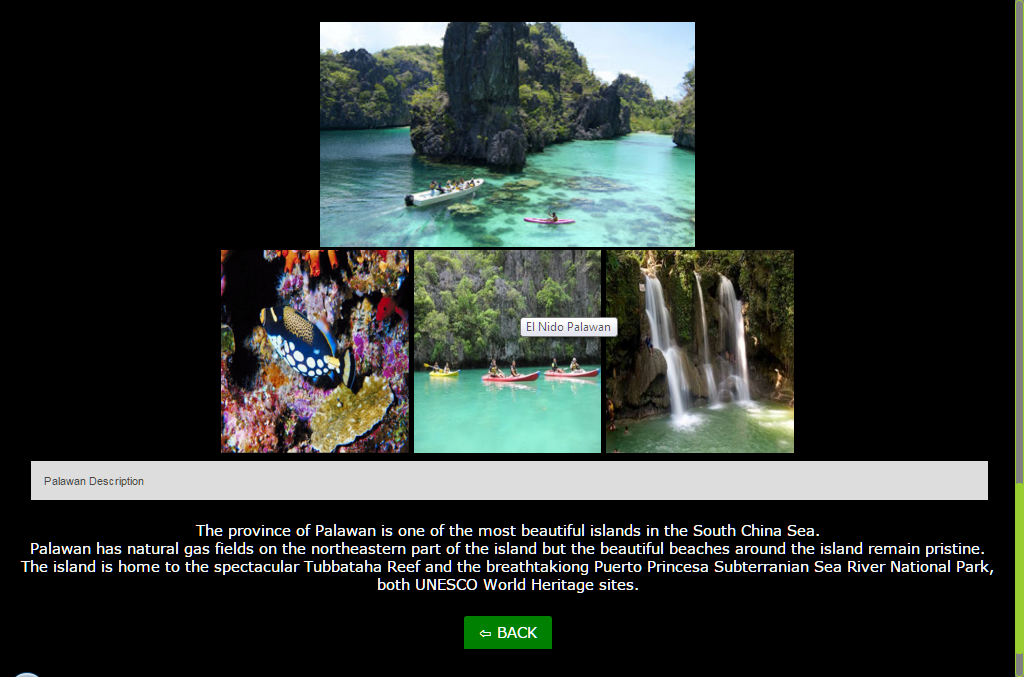 El Nido Palawan
Palawan Description
The province of Palawan is one of the most beautiful islands in the South China Sea.
Palawan has natural gas fields on the northeastern part of the island but the beautiful beaches around the island remain pristine.
The island is home to the spectacular Tubbataha Reef and the breathtakiong Puerto Princesa Subterranian Sea River National Park,
both UNESCO World Heritage sites.
⇦ BACK